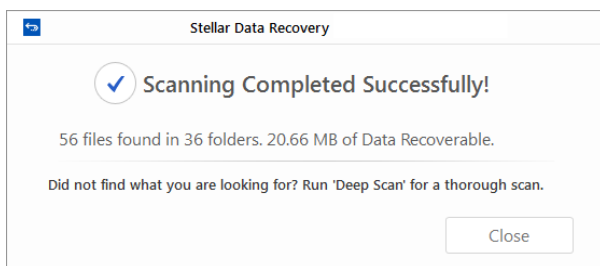 Stellar Data Recovery
Scanning Completed Successfully!
56 files found in 36 folders. 20.66 MB of Data Recoverable.
Did not find what you are looking for? Run 'Deep Scan' for a thorough scan.
Close